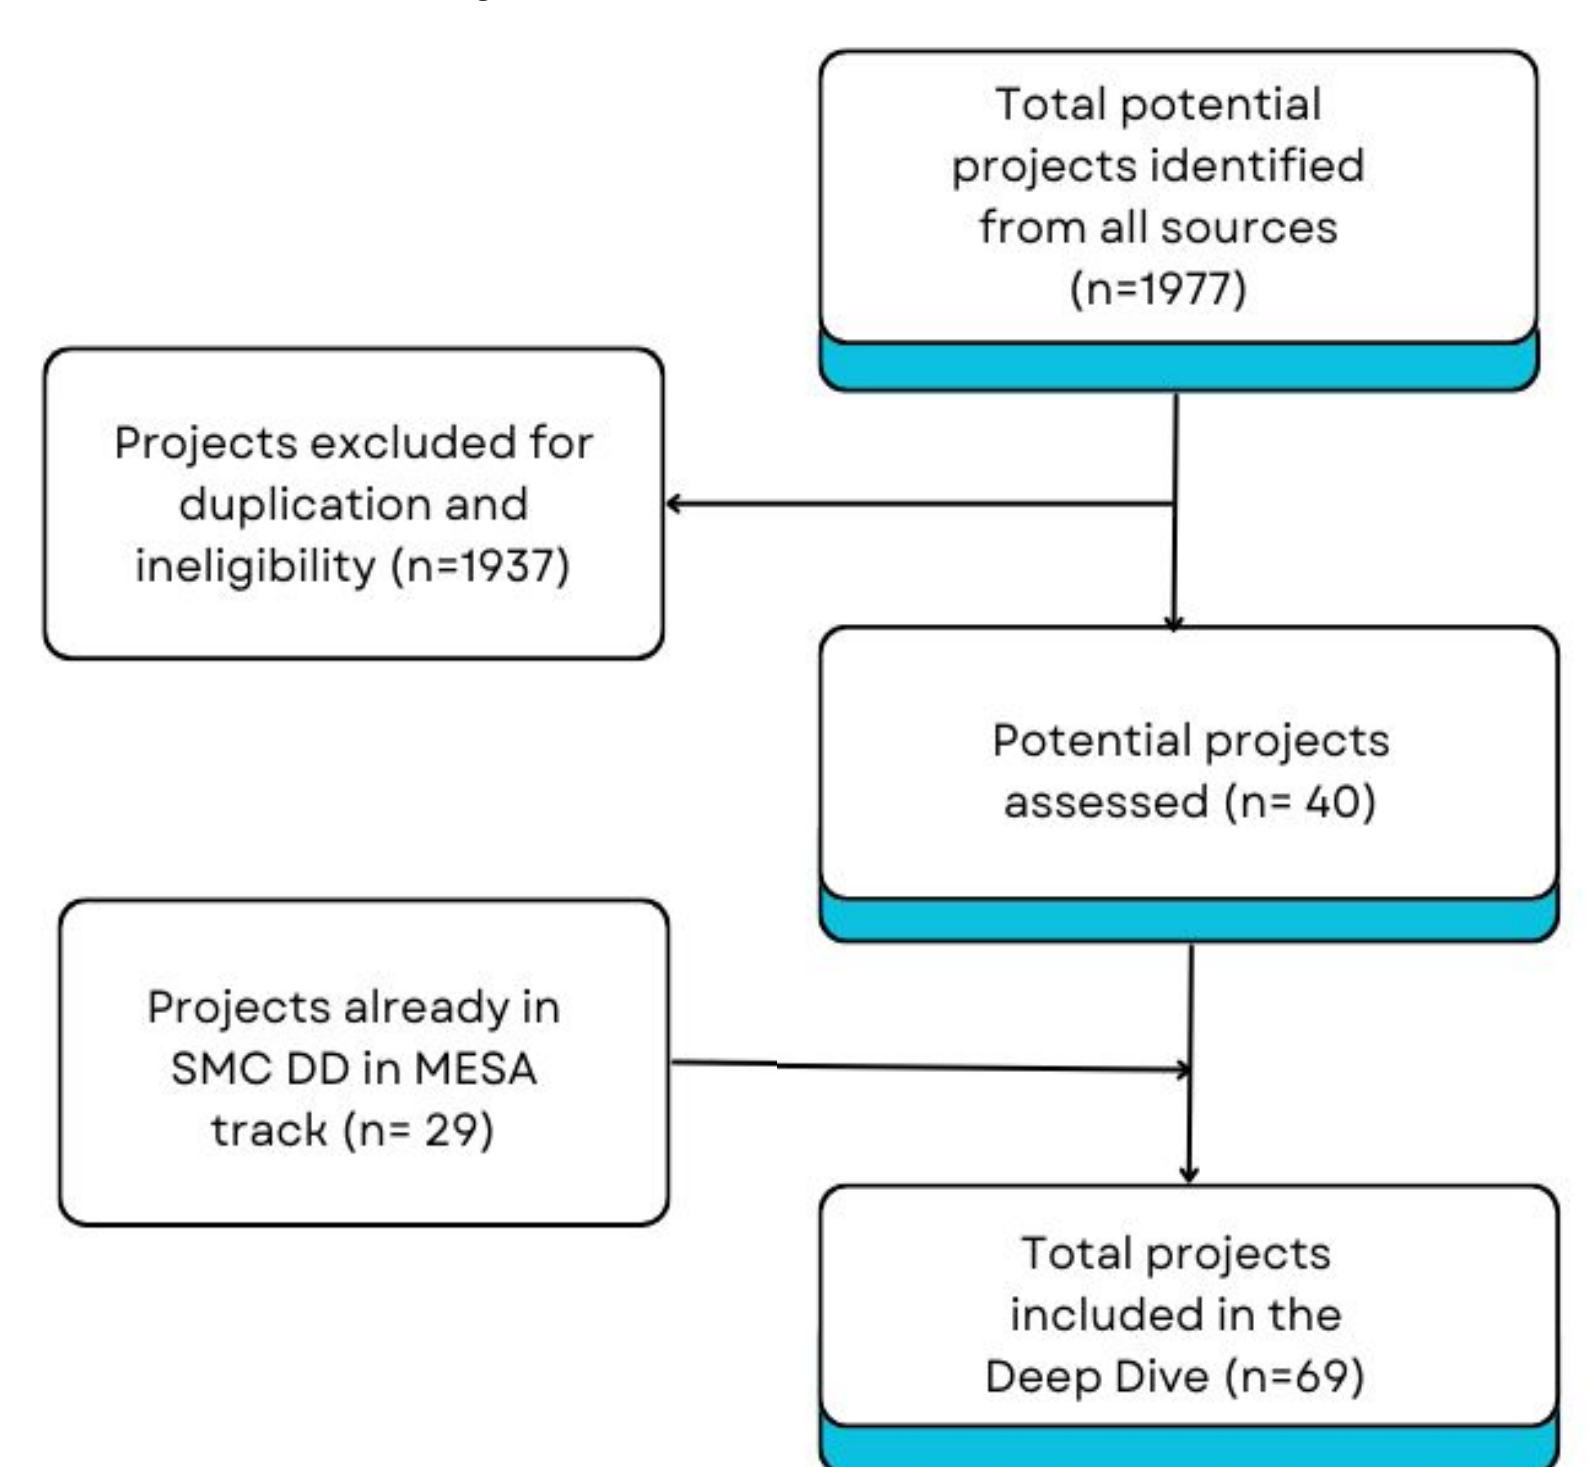 Total potential
projects identified
from all sources
(n=1977)
Projects excluded for
duplication and
ineligibility (n=1937)
Potential projects
assessed (n= 40)
Projects already in
SMC DD in MESA
track (n= 29)
Total projects
included in the
Deep Dive (n=69)